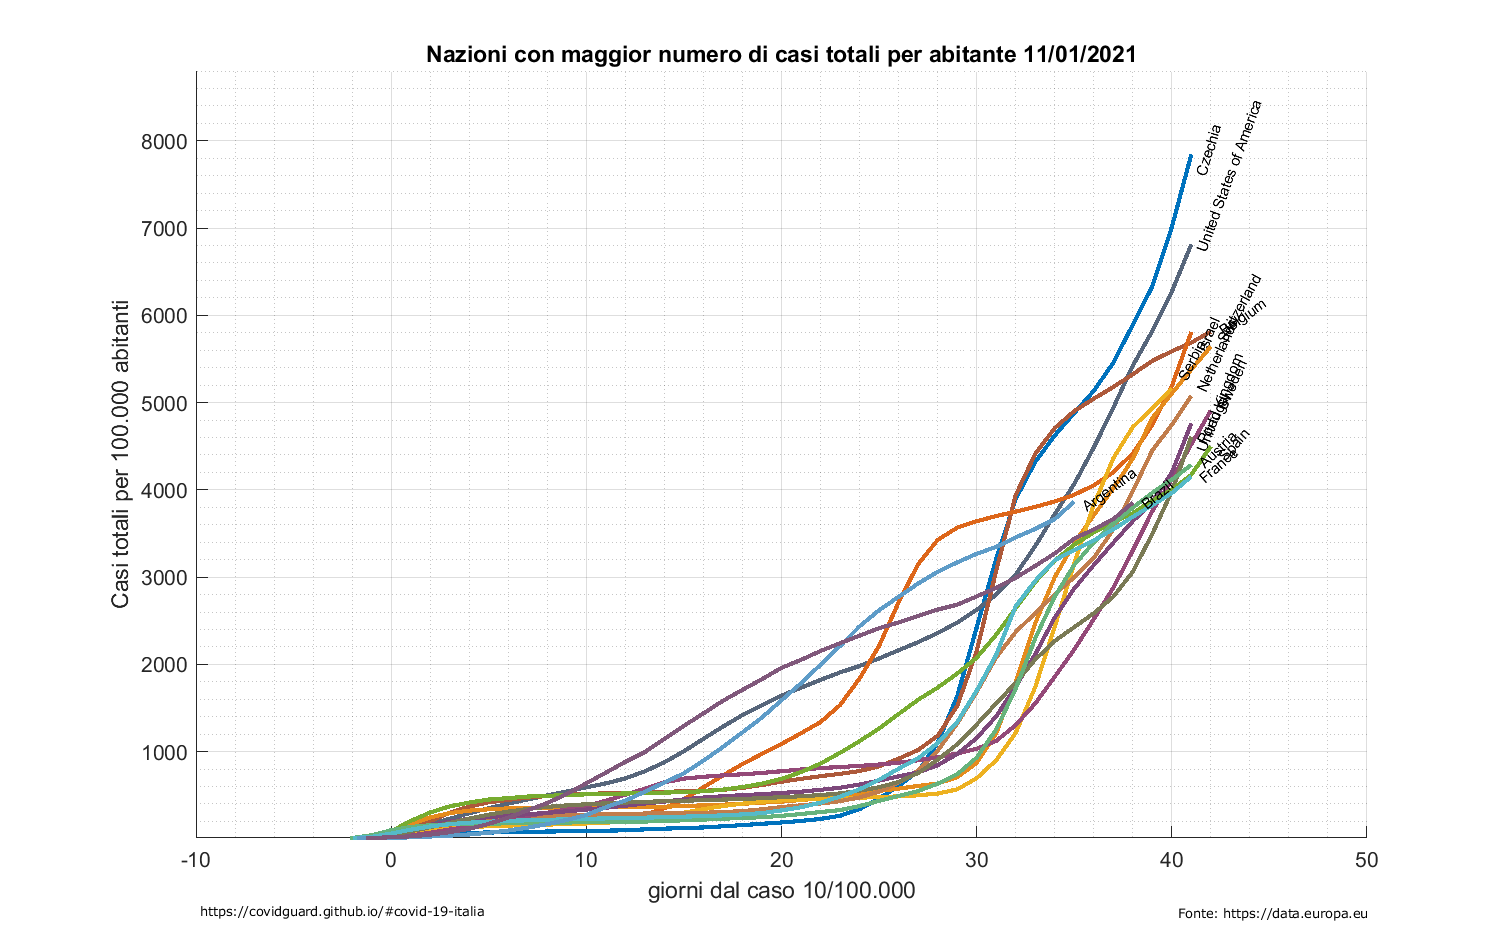 Nazioni con maggior numero di casi totali per abitante 11/01/2021
Casi totali per 100.000 abitanti
8000
7000
6000
5000
4000
3000
2000
1000
Czechia
United States of America
Switzerland
Belgium
Israel
Serbia
Netherlands
Sweden
Portugal
United Kingdom
Spain
Austria
France
Brazil
Argentina
-10
0
10
20
30
40
50
giorni dal caso 10/100.000
https://covidguard.github.io/#covid-19-italia
Fonte: https://data.europa.eu